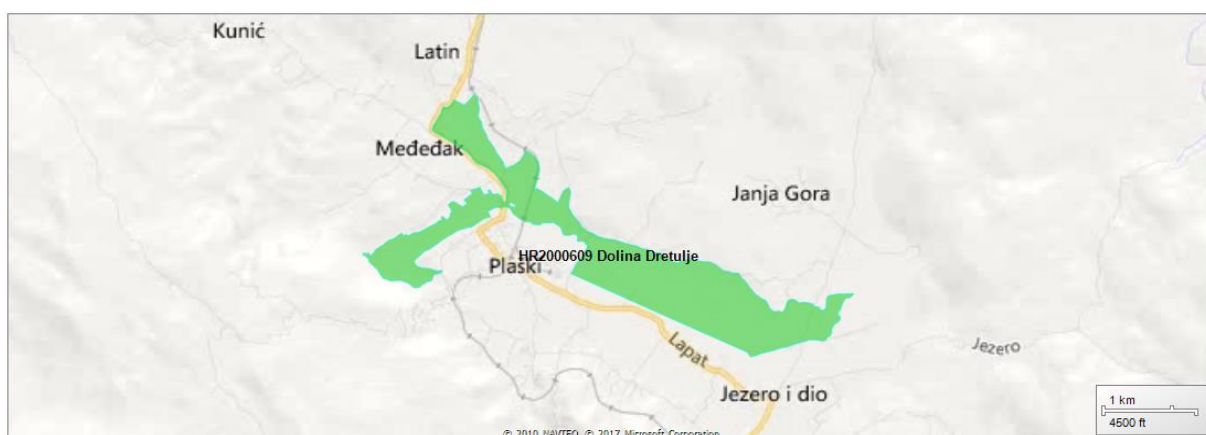 Kunić
Latin
Međeđak
Janja Gora
HR2000609 Dolina Dretulje
Plaški
Lapat
Jezero
Jezero i dio
1 km
4500 ft
© 2010 NAVTEQ © 2017 Microsoft Corporation